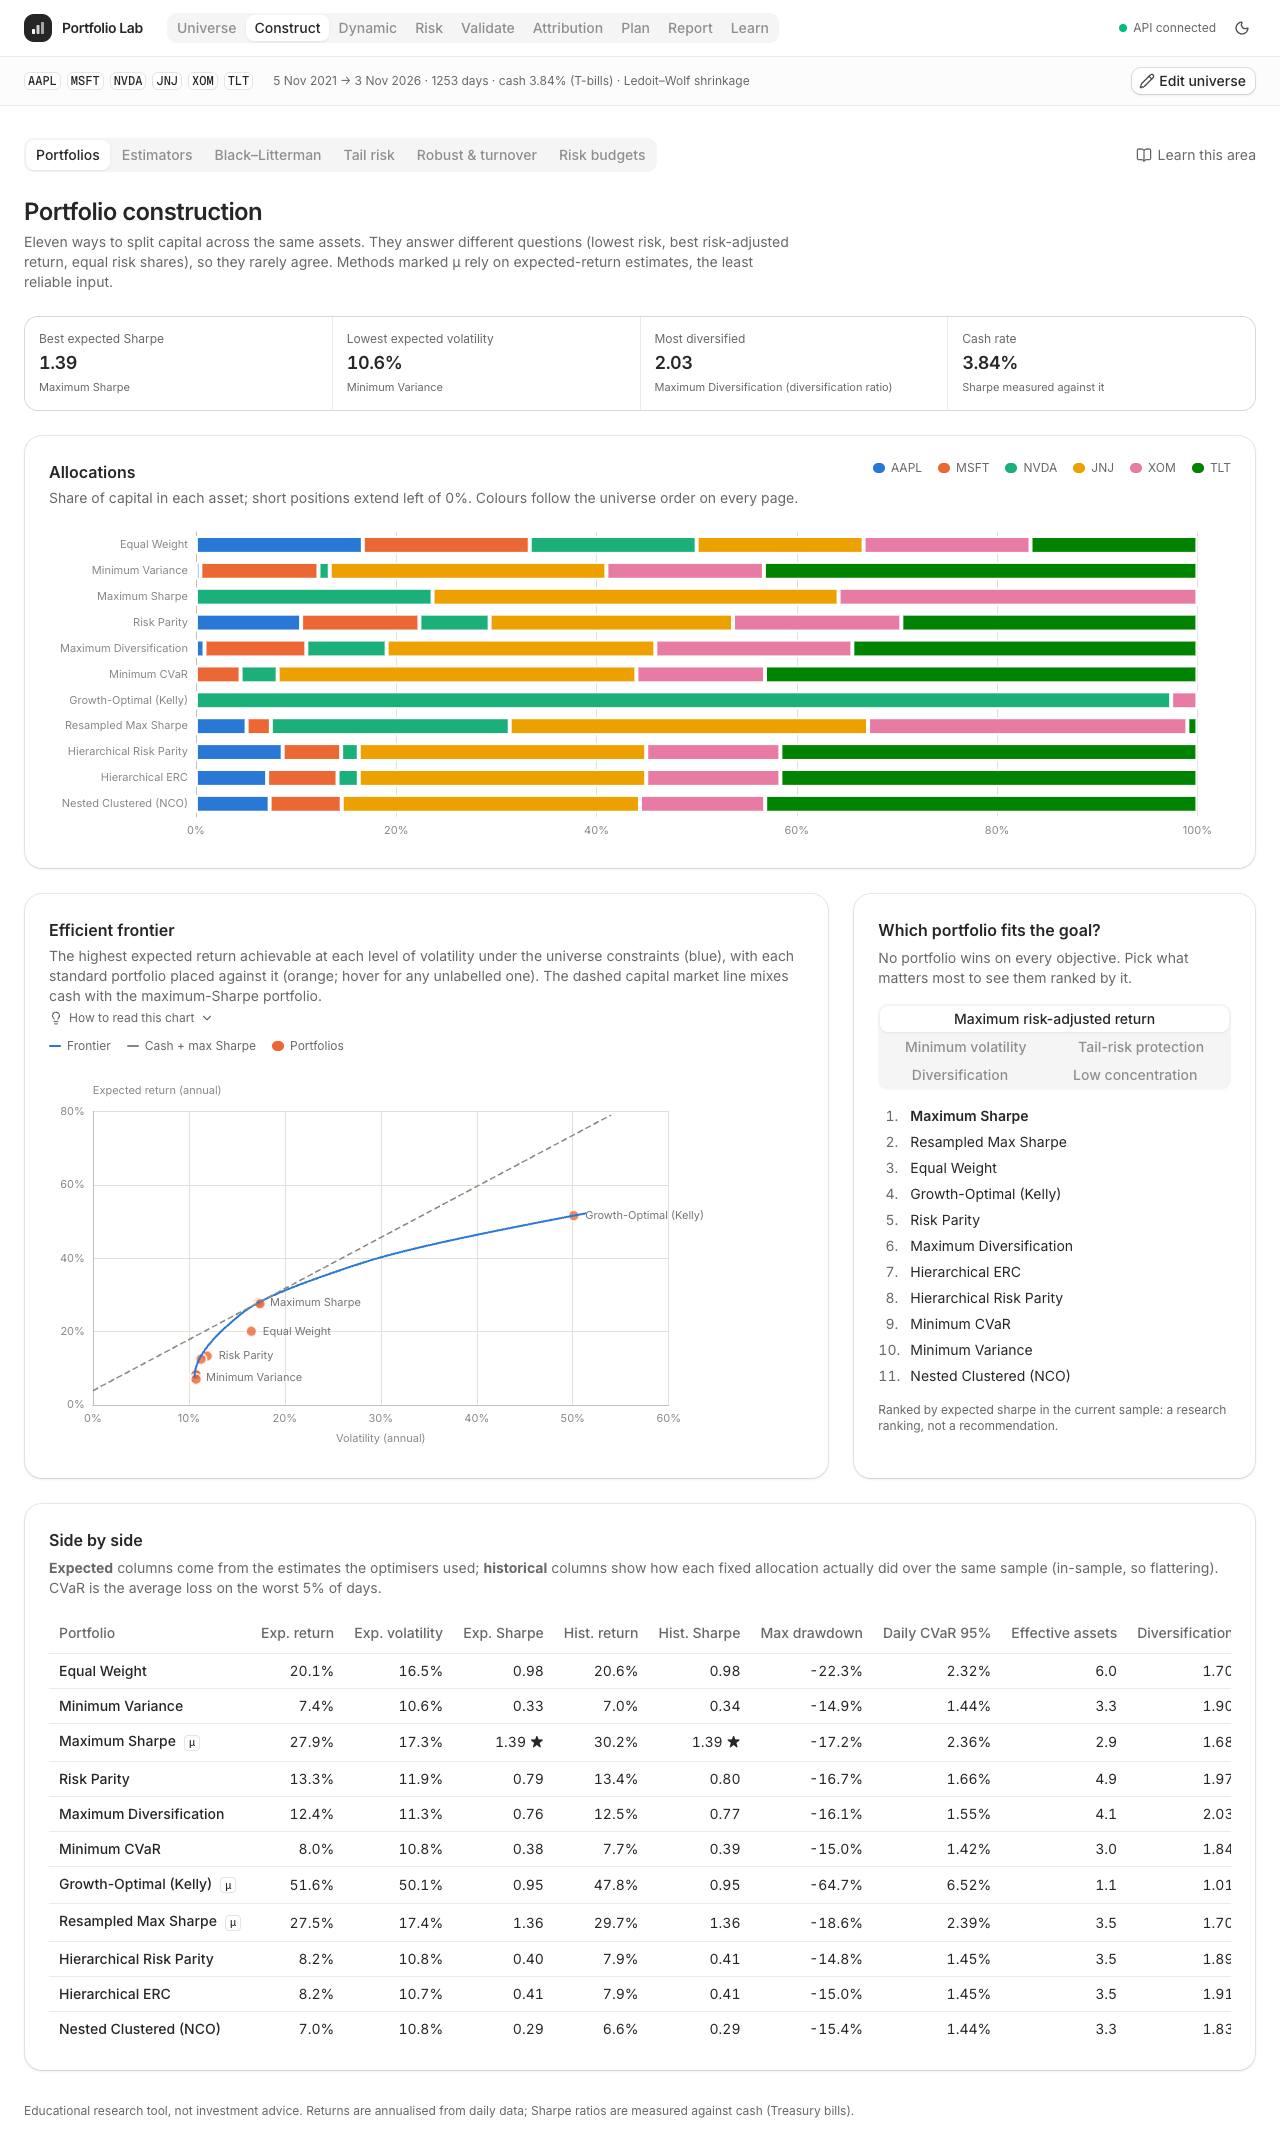 Portfolio Lab
Universe Construct Dynamic Risk Validate Attribution Plan Report Learn
API connected
AAPL MSFT NVDA JNJ XOM TLT 5 Nov 2021 → 3 Nov 2026 · 1253 days · cash 3.84% (T-bills) · Ledoit–Wolf shrinkage
Edit universe
Portfolios Estimators Black–Litterman Tail risk Robust & turnover Risk budgets
Learn this area
Portfolio construction
Eleven ways to split capital across the same assets. They answer different questions (lowest risk, best risk-adjusted
return, equal risk shares), so they rarely agree. Methods marked μ rely on expected-return estimates, the least
reliable input.
Best expected Sharpe
1.39
Maximum Sharpe
Lowest expected volatility
10.6%
Minimum Variance
Most diversified
2.03
Maximum Diversification (diversification ratio)
Cash rate
3.84%
Sharpe measured against it
Allocations
AAPL MSFT NVDA JNJ XOM TLT
Share of capital in each asset; short positions extend left of 0%. Colours follow the universe order on every page.
Equal Weight
Minimum Variance
Maximum Sharpe
Risk Parity
Maximum Diversification
Minimum CVaR
Growth-Optimal (Kelly)
Resampled Max Sharpe
Hierarchical Risk Parity
Hierarchical ERC
Nested Clustered (NCO)
0% 20% 40% 60% 80% 100%
Efficient frontier
The highest expected return achievable at each level of volatility under the universe constraints (blue), with each
standard portfolio placed against it (orange; hover for any unlabelled one). The dashed capital market line mixes
cash with the maximum-Sharpe portfolio.
How to read this chart
Frontier Cash + max Sharpe Portfolios
Expected return (annual)
80%
60%
Growth-Optimal (Kelly)
40%
Maximum Sharpe
20%
Equal Weight
Risk Parity
Minimum Variance
0%
0% 10% 20% 30% 40% 50% 60%
Volatility (annual)
Which portfolio fits the goal?
No portfolio wins on every objective. Pick what
matters most to see them ranked by it.
Maximum risk-adjusted return
Minimum volatility Tail-risk protection
Diversification Low concentration
1. Maximum Sharpe
2. Resampled Max Sharpe
3. Equal Weight
4. Growth-Optimal (Kelly)
5. Risk Parity
6. Maximum Diversification
7. Hierarchical ERC
8. Hierarchical Risk Parity
9. Minimum CVaR
10. Minimum Variance
11. Nested Clustered (NCO)
Ranked by expected sharpe in the current sample: a research
ranking, not a recommendation.
Side by side
Expected columns come from the estimates the optimisers used; historical columns show how each fixed allocation actually did over the same sample (in-sample, so flattering).
CVaR is the average loss on the worst 5% of days.
Portfolio Exp. return Exp. volatility Exp. Sharpe Hist. return Hist. Sharpe Max drawdown Daily CVaR 95% Effective assets Diversification
Equal Weight 20.1% 16.5% 0.98 20.6% 0.98 -22.3% 2.32% 6.0 1.70
Minimum Variance 7.4% 10.6% 0.33 7.0% 0.34 -14.9% 1.44% 3.3 1.90
Maximum Sharpe μ 27.9% 17.3% 1.39 ★ 30.2% 1.39 ★ -17.2% 2.36% 2.9 1.68
Risk Parity 13.3% 11.9% 0.79 13.4% 0.80 -16.7% 1.66% 4.9 1.97
Maximum Diversification 12.4% 11.3% 0.76 12.5% 0.77 -16.1% 1.55% 4.1 2.03
Minimum CVaR 8.0% 10.8% 0.38 7.7% 0.39 -15.0% 1.42% 3.0 1.84
Growth-Optimal (Kelly) μ 51.6% 50.1% 0.95 47.8% 0.95 -64.7% 6.52% 1.1 1.01
Resampled Max Sharpe μ 27.5% 17.4% 1.36 29.7% 1.36 -18.6% 2.39% 3.5 1.70
Hierarchical Risk Parity 8.2% 10.8% 0.40 7.9% 0.41 -14.8% 1.45% 3.5 1.89
Hierarchical ERC 8.2% 10.7% 0.41 7.9% 0.41 -15.0% 1.45% 3.5 1.91
Nested Clustered (NCO) 7.0% 10.8% 0.29 6.6% 0.29 -15.4% 1.44% 3.3 1.83
Educational research tool, not investment advice. Returns are annualised from daily data; Sharpe ratios are measured against cash (Treasury bills).